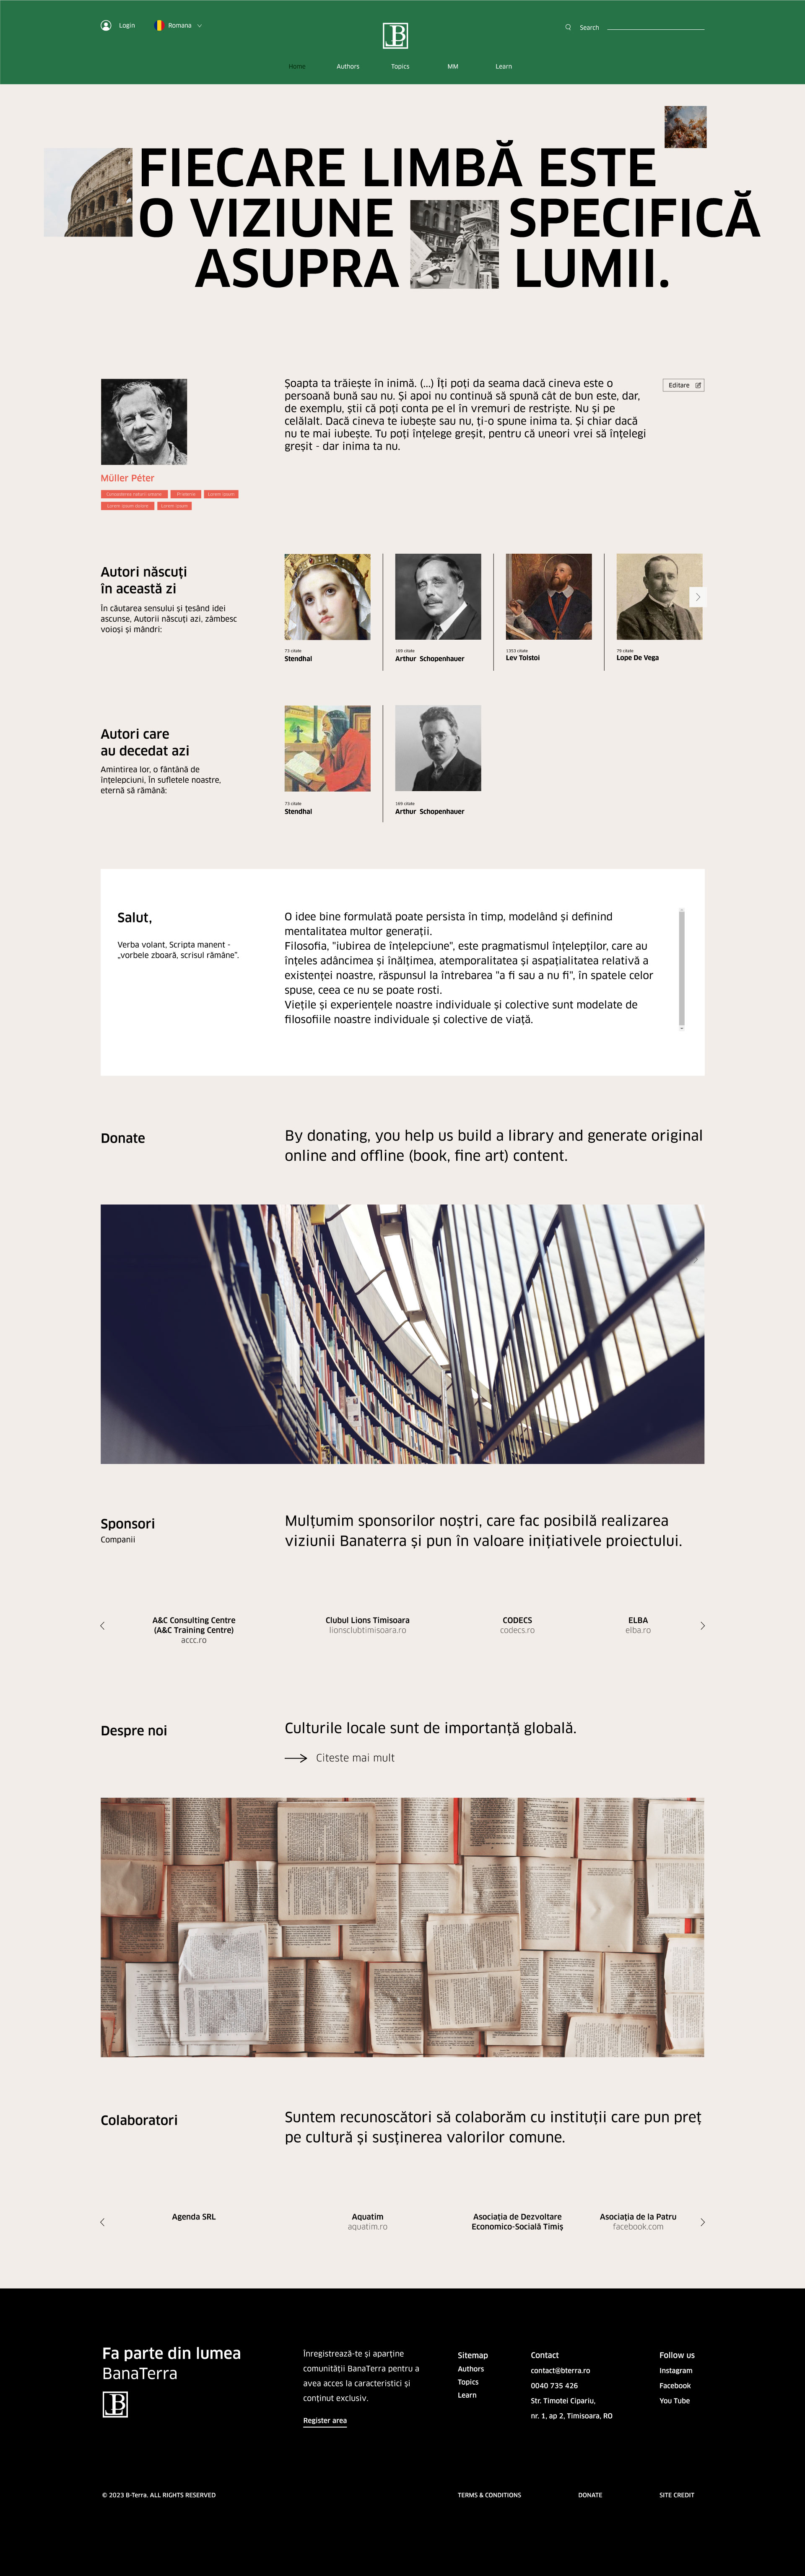 Login
Romana
Search
Home
Authors
Topics
MM
Learn
FIECARE LIMBĂ ESTE
O VIZIUNE SPECIFICĂ
ASUPRA LUMII.
Șoapta ta trăiește în inimă. (...) Îți poți da seama dacă cineva este o
persoană bună sau nu. Și apoi nu continuă să spună cât de bun este, dar,
de exemplu, știi că poți conta pe el în vremuri de restriște. Nu și pe
celălalt. Dacă cineva te iubește sau nu, ți-o spune inima ta. Și chiar dacă
nu te mai iubește. Tu poți înțelege greșit, pentru că uneori vrei să înțelegi
greșit - dar inima ta nu.
Editare
Müller Péter
Cunoașterea naturii umane
Prietenie
Lorem ipsum
Lorem ipsum
Autori născuți
în această zi
În căutarea sensului și țesând idei
ascunse, Autorii născuți azi, zâmbesc
voioși și mândri:
73 citate
Stendhal
169 citate
Arthur Schopenhauer
1353 citate
Lev Tolstoi
79 citate
Lope De Vega
Autori care
au decedat azi
Amintirea lor, o fântână de
înțelepciuni, În sufletele noastre,
eternă să rămână:
73 citate
Stendhal
169 citate
Arthur Schopenhauer
Salut,
Verba volant, Scripta manent -
„vorbele zboară, scrisul rămâne”.
O idee bine formulată poate persista în timp, modelând și definind
mentalitatea multor generații.
Filosofia, "iubirea de înțelepciune", este pragmatismul înțelepților, care au
înțeles adâncimea și înălțimea, atemporalitatea și aspațialitatea relativă a
existenței noastre, răspunsul la întrebarea "a fi sau a nu fi", în spatele celor
spuse, ceea ce nu se poate rosti.
Viețile și experiențele noastre individuale și colective sunt modelate de
filosofiile noastre individuale și colective de viață.
Donate
By donating, you help us build a library and generate original
online and offline (book, fine art) content.
Sponsori
Companii
Mulțumim sponsorilor noștri, care fac posibilă realizarea
viziunii Banaterra și pun în valoare inițiativele proiectului.
A&C Consulting Centre
(A&C Training Centre)
accc.ro
Clubul Lions Timisoara
lionsclubtimisoara.ro
CODECS
codecs.ro
ELBA
elba.ro
Despre noi
Culturile locale sunt de importanță globală.
Citeste mai mult
Colaboratori
Suntem recunoscători să colaborăm cu instituții care pun preț
pe cultură și susținerea valorilor comune.
Agenda SRL
Aquatim
aquatim.ro
Asociația de Dezvoltare
Economico-Socială Timiș
Asociația de la Patru
facebook.com
Fa parte din lumea
BanaTerra
Înregistrează-te și aparține
comunității BanaTerra pentru a
avea acces la caracteristici și
conținut exclusiv.
Register area
Sitemap
Authors
Topics
Learn
Contact
contact@bterra.ro
0040 735 426
Str. Timotei Cipariu,
nr. 1, ap 2, Timisoara, RO
Follow us
Instagram
Facebook
You Tube
© 2023 B-Terra. ALL RIGHTS RESERVED
TERMS & CONDITIONS
DONATE
SITE CREDIT